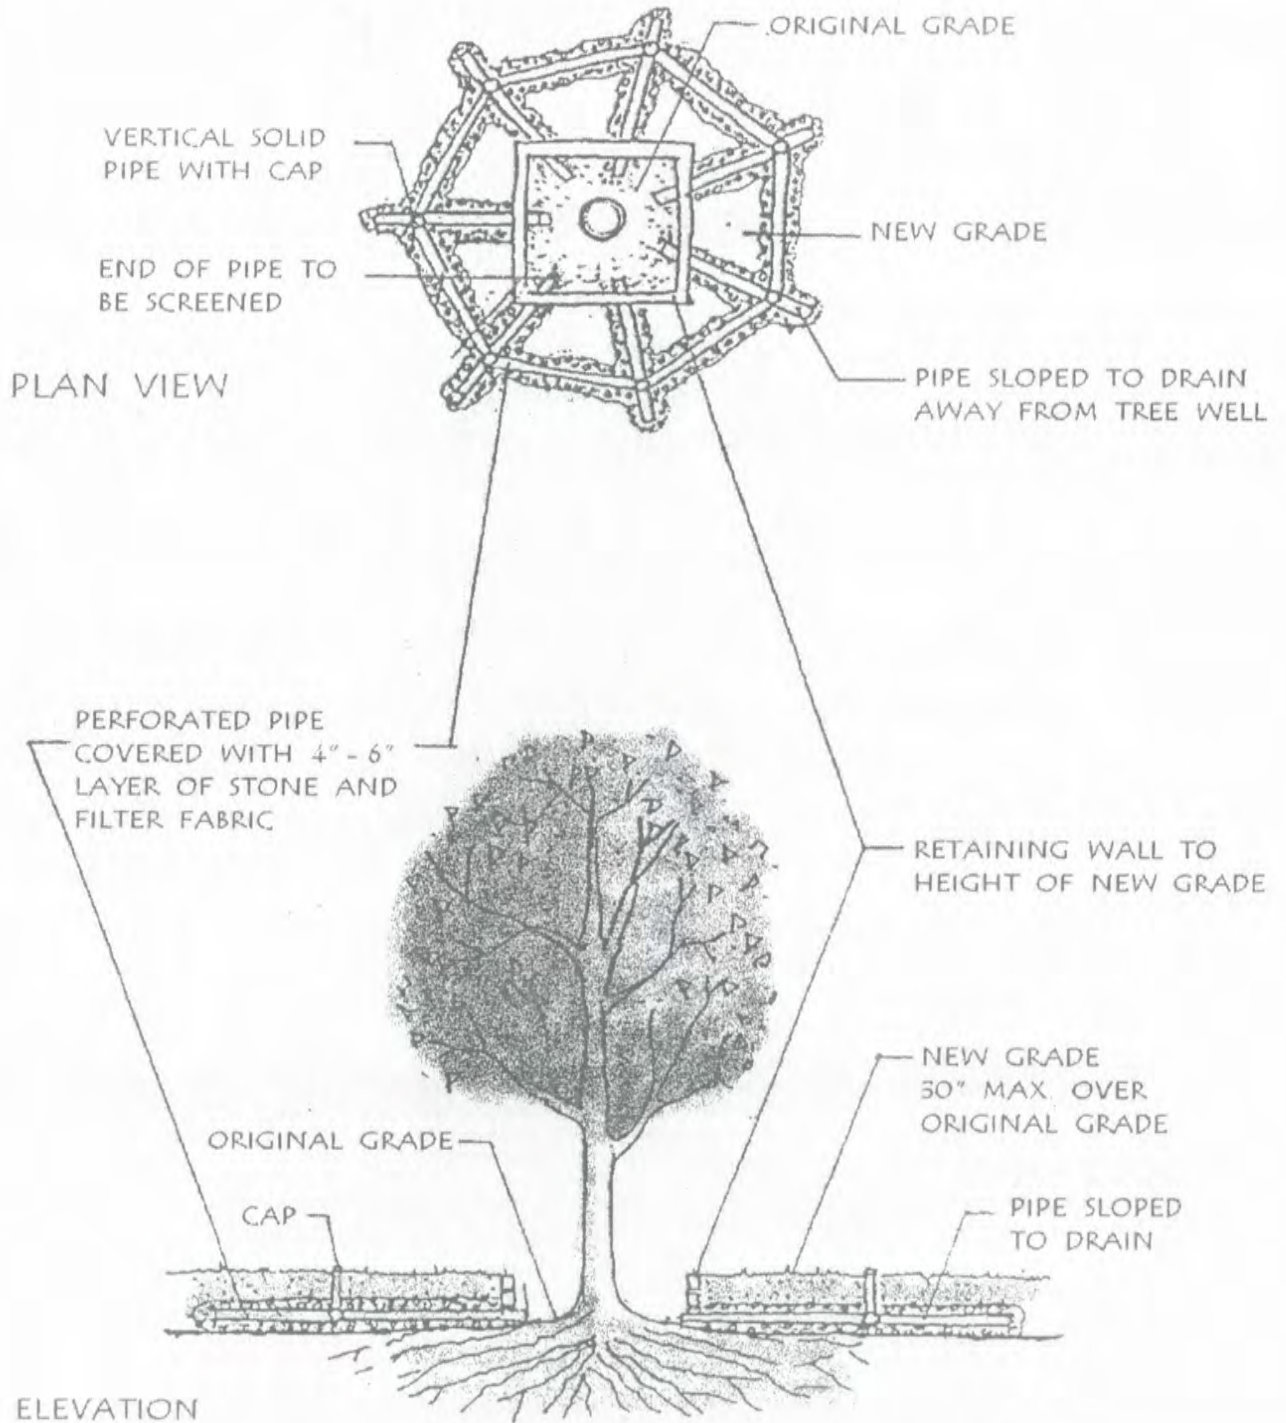 ORIGINAL GRADE
VERTICAL SOLID
PIPE WITH CAP
NEW GRADE
END OF PIPE TO
BE SCREENED
PLAN VIEW
PIPE SLOPED TO DRAIN
AWAY FROM TREE WELL
PERFORATED PIPE
COVERED WITH 4" - 6"
LAYER OF STONE AND
FILTER FABRIC
RETAINING WALL TO
HEIGHT OF NEW GRADE
NEW GRADE
30" MAX. OVER
ORIGINAL GRADE
ORIGINAL GRADE
CAP
PIPE SLOPED
TO DRAIN
ELEVATION